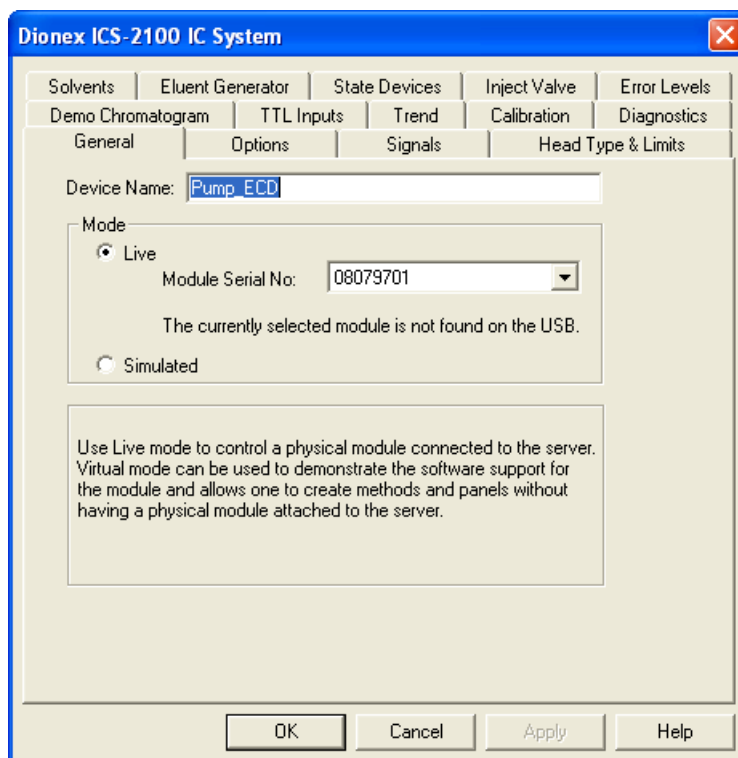 Dionex ICS-2100 IC System
Solvents Eluent Generator State Devices Inject Valve Error Levels
Demo Chromatogram TTL Inputs Trend Calibration Diagnostics
General Options Signals Head Type & Limits
Device Name: Pump_ECD
Mode
Live
Module Serial No: 08079701
The currently selected module is not found on the USB.
Simulated
Use Live mode to control a physical module connected to the server.
Virtual mode can be used to demonstrate the software support for
the module and allows one to create methods and panels without
having a physical module attached to the server.
OK Cancel Apply Help